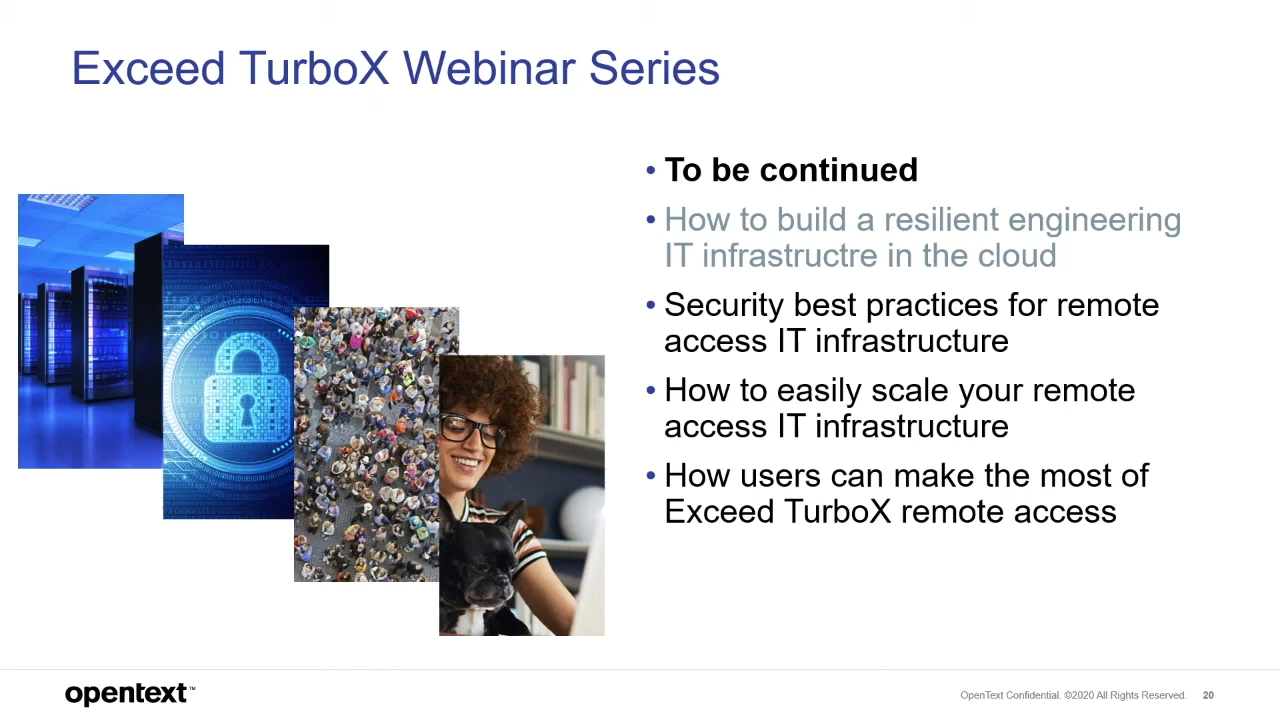 Exceed TurboX Webinar Series
• To be continued
• How to build a resilient engineering
IT infrastructre in the cloud
• Security best practices for remote
access IT infrastructure
• How to easily scale your remote
access IT infrastructure
• How users can make the most of
Exceed TurboX remote access
opentext™
OpenText Confidential. ©2020 All Rights Reserved. 20